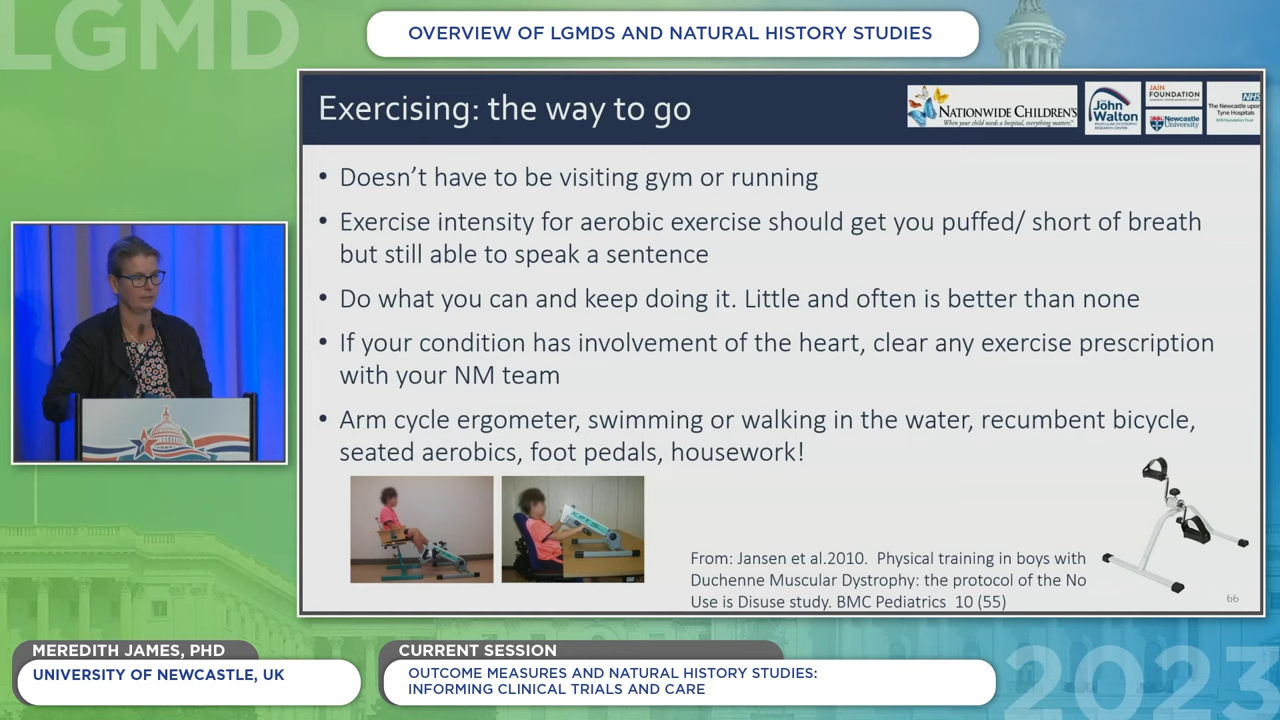 LGMD
OVERVIEW OF LGMDS AND NATURAL HISTORY STUDIES
Exercising: the way to go
NATIONWIDE CHILDREN'S
When your child needs a hospital, everything matters.
The John
Walton
JAIN
FOUNDATION
Newcastle
University
NHS
The Newcastle upon
Tyne Hospitals
NHS Foundation Trust
• Doesn't have to be visiting gym or running
• Exercise intensity for aerobic exercise should get you puffed/ short of breath
but still able to speak a sentence
• Do what you can and keep doing it. Little and often is better than none
• If your condition has involvement of the heart, clear any exercise prescription
with your NM team
• Arm cycle ergometer, swimming or walking in the water, recumbent bicycle,
seated aerobics, foot pedals, housework!
From: Jansen et al.2010. Physical training in boys with
Duchenne Muscular Dystrophy: the protocol of the No
Use is Disuse study. BMC Pediatrics 10 (55)
66
MEREDITH JAMES, PHD
UNIVERSITY OF NEWCASTLE, UK
CURRENT SESSION
OUTCOME MEASURES AND NATURAL HISTORY STUDIES:
INFORMING CLINICAL TRIALS AND CARE
2023